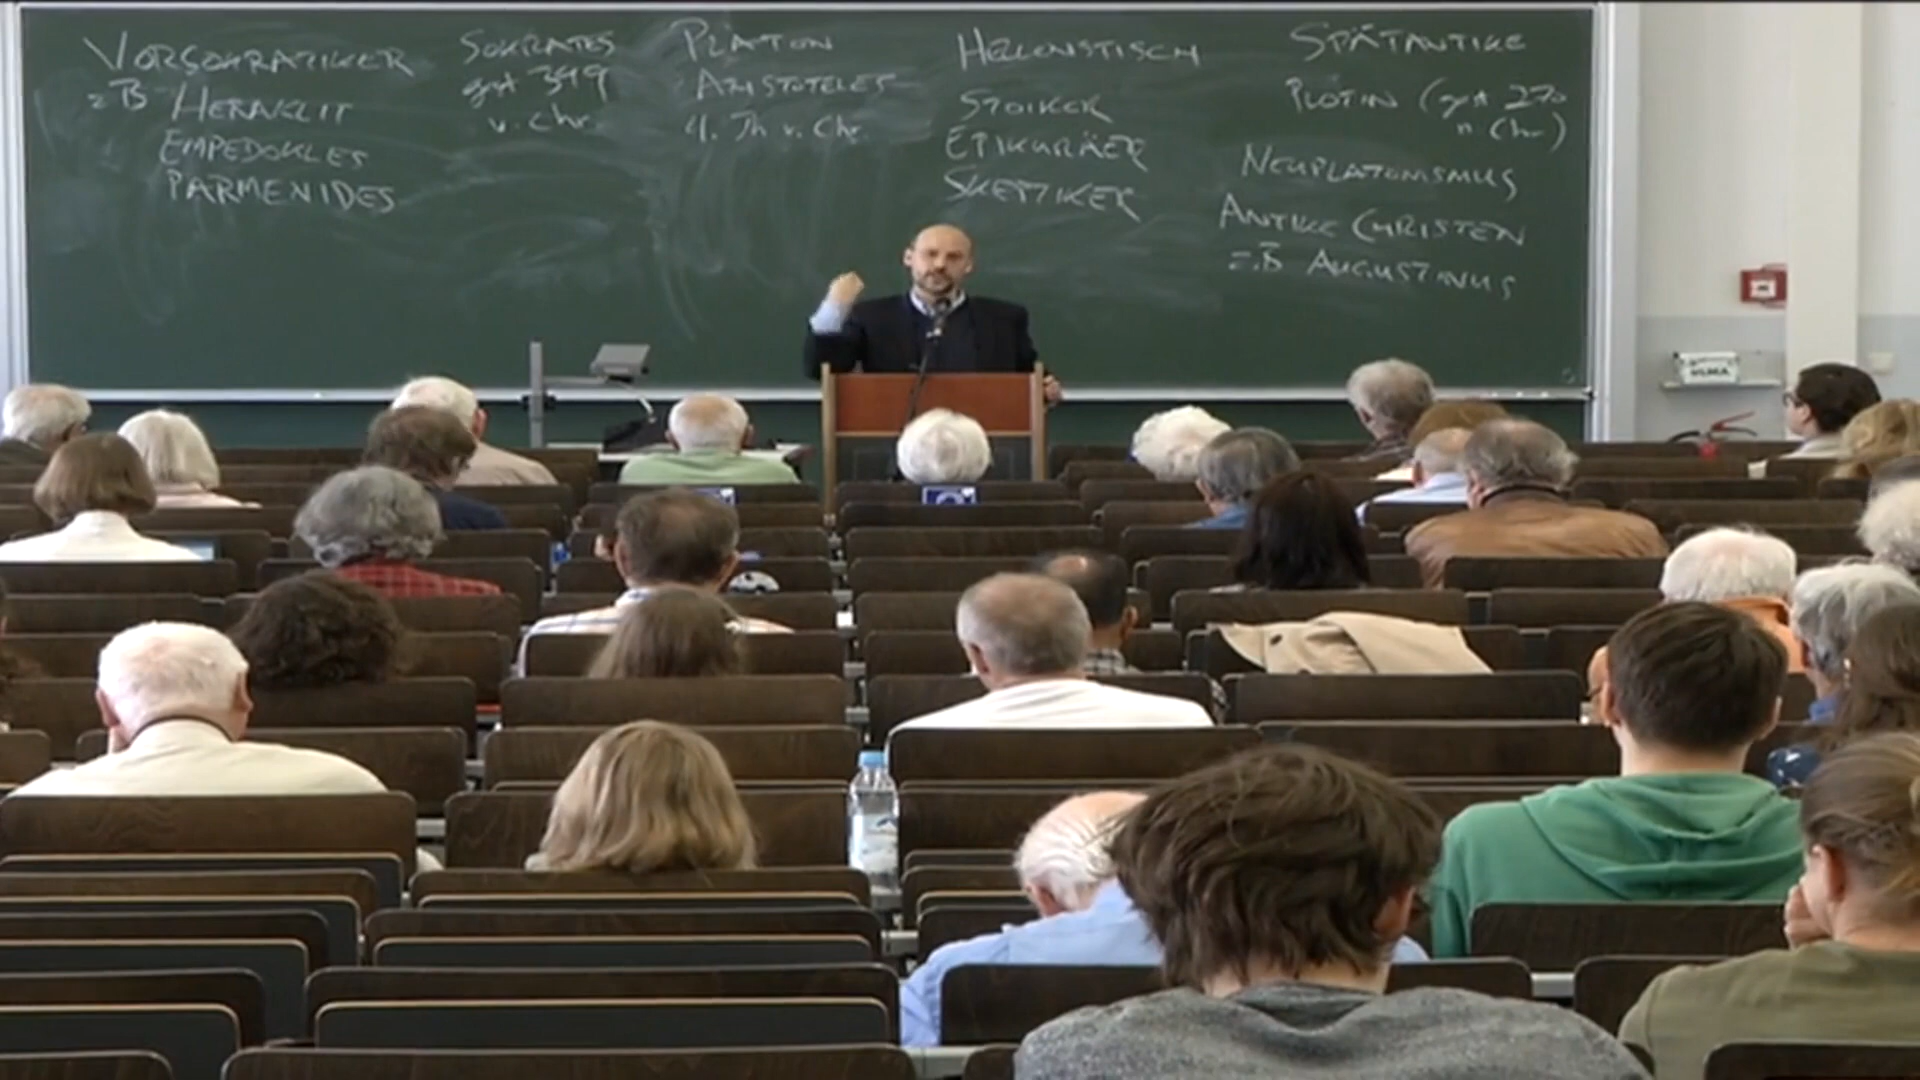 VORSOKRATIKER
z B HERAKLIT
EMPEDOKLES
PARMENIDES
SOKRATES
gest 399
v. Chr.
PLATON
ARISTOTELES
4. Jh v. Chr.
HELLENISTISCH
STOIKER
EPIKURÄER
SKEPTIKER
SPÄTANTIKE
PLOTIN (gest 270
n Chr)
NEUPLATONISMUS
ANTIKE CHRISTEN
z.B AUGUSTINUS